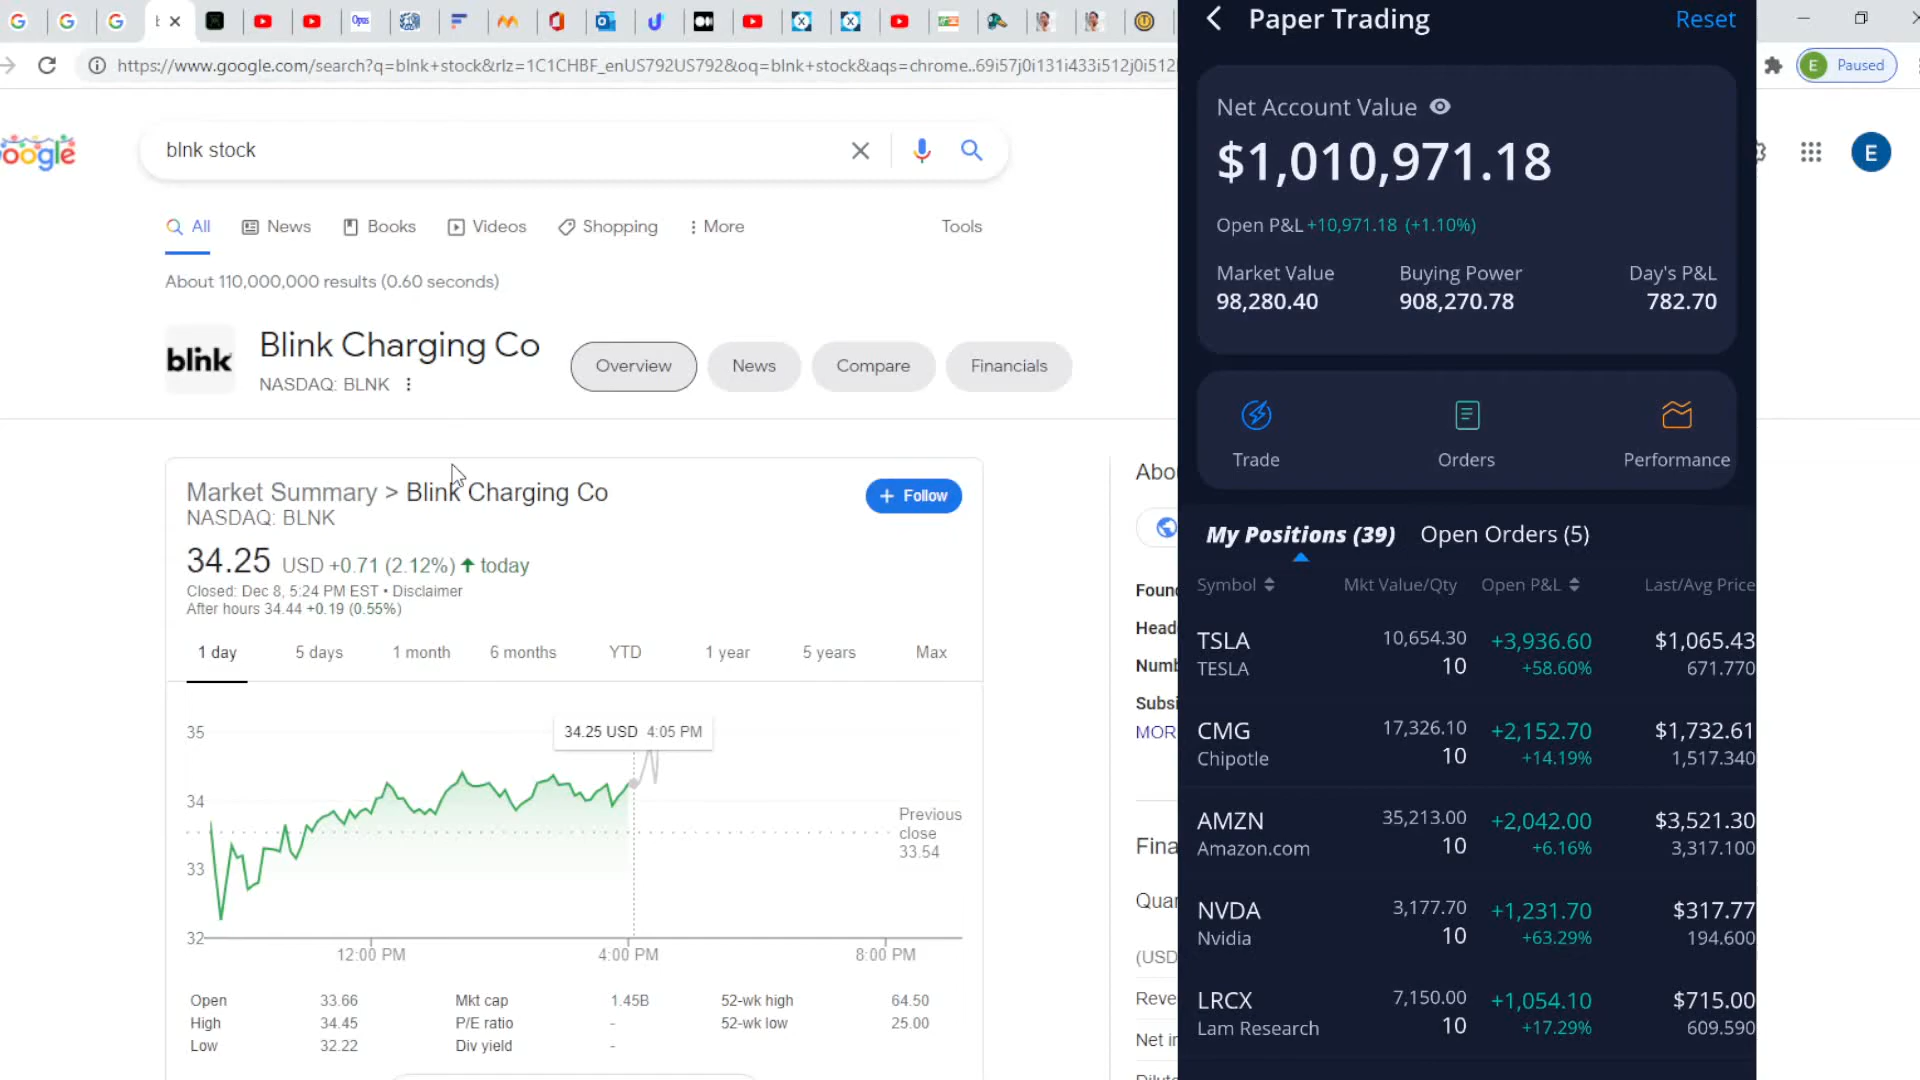 https://www.google.com/search?q=blnk+stock&rlz=1C1CHBF_enUS792US792&oq=blnk+stock&aqs=chrome..69i57j0i131i433i512j0i512
Paused
E
oogle
blnk stock
E
All
News
Books
Videos
Shopping
More
Tools
About 110,000,000 results (0.60 seconds)
blink
Blink Charging Co
NASDAQ: BLNK
Overview
News
Compare
Financials
Market Summary > Blink Charging Co
NASDAQ: BLNK
+ Follow
34.25 USD +0.71 (2.12%) today
Closed: Dec 8, 5:24 PM EST • Disclaimer
After hours 34.44 +0.19 (0.55%)
1 day
5 days
1 month
6 months
YTD
1 year
5 years
Max
34.25 USD 4:05 PM
35
34
33
32
Previous
close
33.54
12:00 PM
4:00 PM
8:00 PM
Open 33.66 Mkt cap 1.45B 52-wk high 64.50
High 34.45 P/E ratio - 52-wk low 25.00
Low 32.22 Div yield -
Abo
Foun
Head
Numb
Subsi
MOR
Fina
Quar
(USD
Reve
Net in
Paper Trading
Reset
Net Account Value
$1,010,971.18
Open P&L +10,971.18 (+1.10%)
Market Value Buying Power Day's P&L
98,280.40 908,270.78 782.70
Trade
Orders
Performance
My Positions (39) Open Orders (5)
Symbol Mkt Value/Qty Open P&L Last/Avg Price
TSLA 10,654.30 +3,936.60 $1,065.43
TESLA 10 +58.60% 671.770
CMG 17,326.10 +2,152.70 $1,732.61
Chipotle 10 +14.19% 1,517.340
AMZN 35,213.00 +2,042.00 $3,521.30
Amazon.com 10 +6.16% 3,317.100
NVDA 3,177.70 +1,231.70 $317.77
Nvidia 10 +63.29% 194.600
LRCX 7,150.00 +1,054.10 $715.00
Lam Research 10 +17.29% 609.590